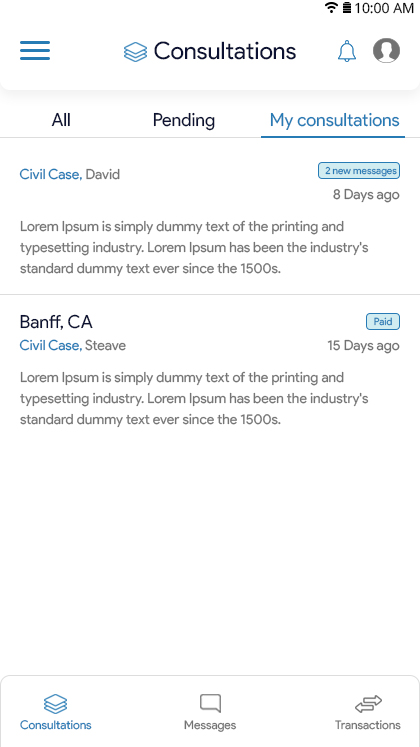 10:00 AM
Consultations
All Pending My consultations
Civil Case, David 2 new messages
8 Days ago
Lorem Ipsum is simply dummy text of the printing and
typesetting industry. Lorem Ipsum has been the industry's
standard dummy text ever since the 1500s.
Banff, CA Paid
Civil Case, Steave 15 Days ago
Lorem Ipsum is simply dummy text of the printing and
typesetting industry. Lorem Ipsum has been the industry's
standard dummy text ever since the 1500s.
Consultations Messages Transactions